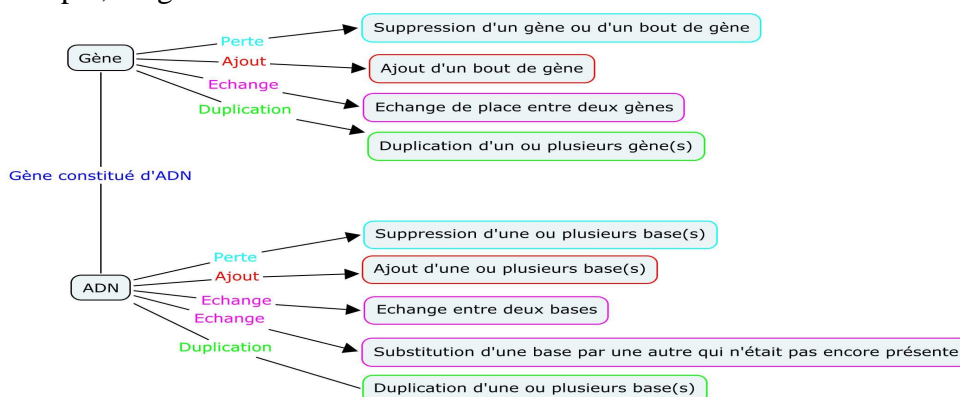 Suppression d'un gène ou d'un bout de gène
Perte
Gène
Ajout
Ajout d'un bout de gène
Echange
Echange de place entre deux gènes
Duplication
Duplication d'un ou plusieurs gène(s)
Gène constitué d'ADN
Suppression d'une ou plusieurs base(s)
Perte
Ajout
Ajout d'une ou plusieurs base(s)
ADN
Echange
Echange entre deux bases
Echange
Substitution d'une base par une autre qui n'était pas encore présente
Duplication
Duplication d'une ou plusieurs base(s)